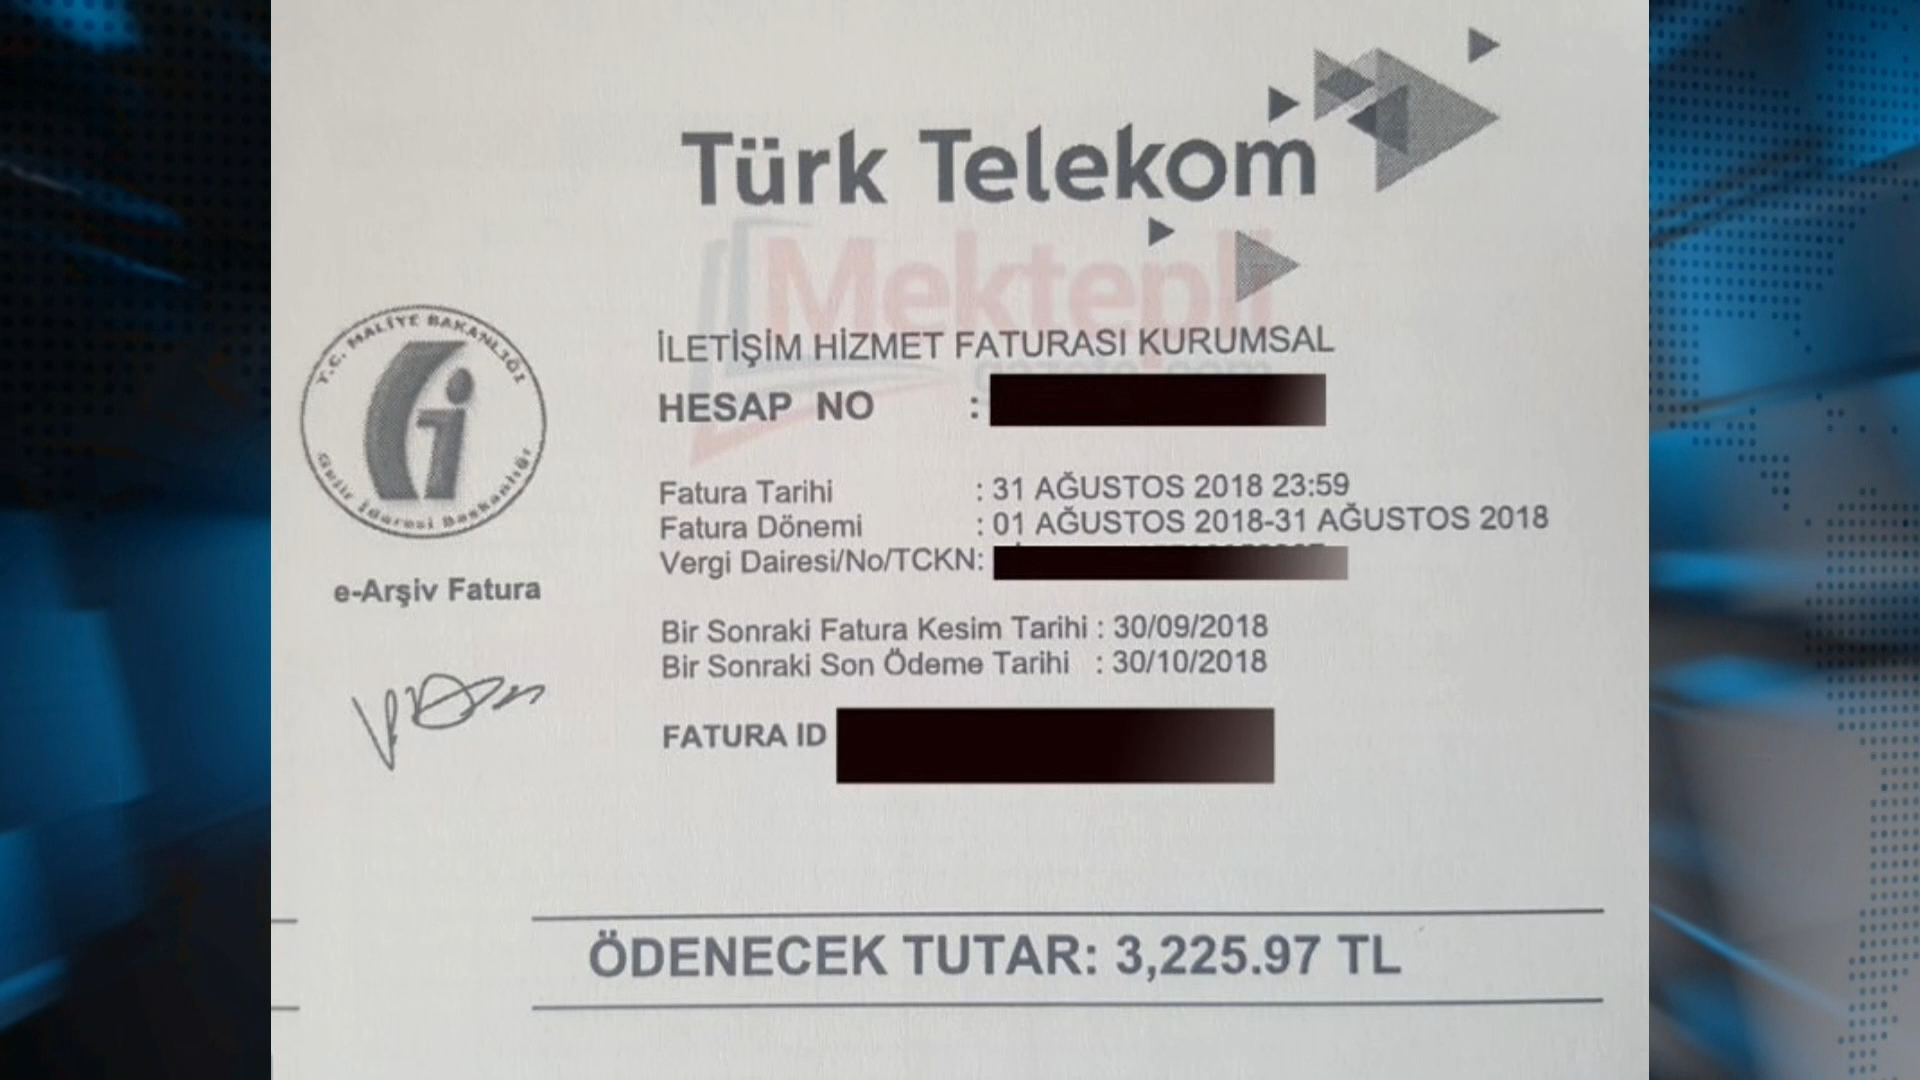 Türk Telekom
Mektepli
İLETİŞİM HİZMET FATURASI KURUMSAL
HESAP NO :
T.C. MALİYE BAKANLIĞI
Gelir İdaresi Başkanlığı
e-Arşiv Fatura
Fatura Tarihi : 31 AĞUSTOS 2018 23:59
Fatura Dönemi : 01 AĞUSTOS 2018-31 AĞUSTOS 2018
Vergi Dairesi/No/TCKN:
Bir Sonraki Fatura Kesim Tarihi : 30/09/2018
Bir Sonraki Son Ödeme Tarihi : 30/10/2018
FATURA ID
ÖDENECEK TUTAR: 3,225.97 TL